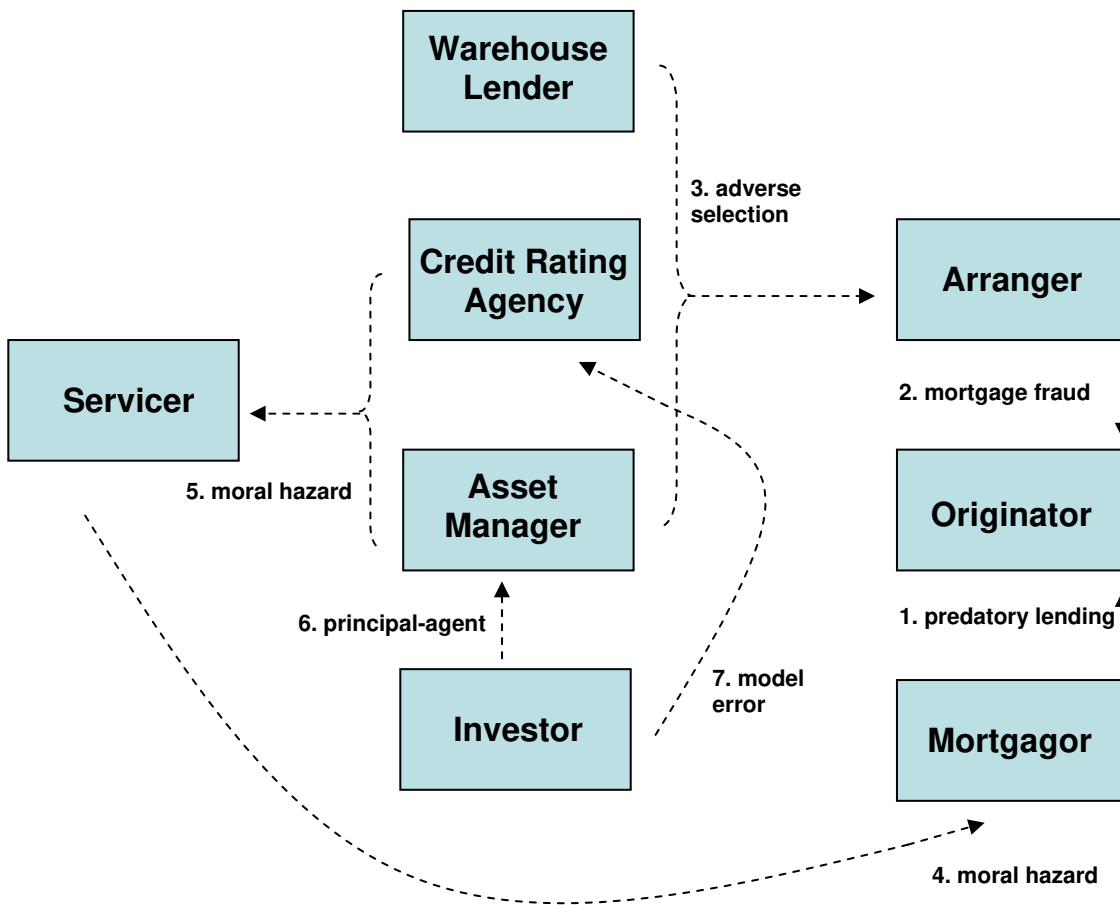 Warehouse
Lender
3. adverse
selection
Credit Rating
Agency
Arranger
Servicer
2. mortgage fraud
5. moral hazard
Asset
Manager
Originator
6. principal-agent
1. predatory lending
7. model
error
Investor
Mortgagor
4. moral hazard